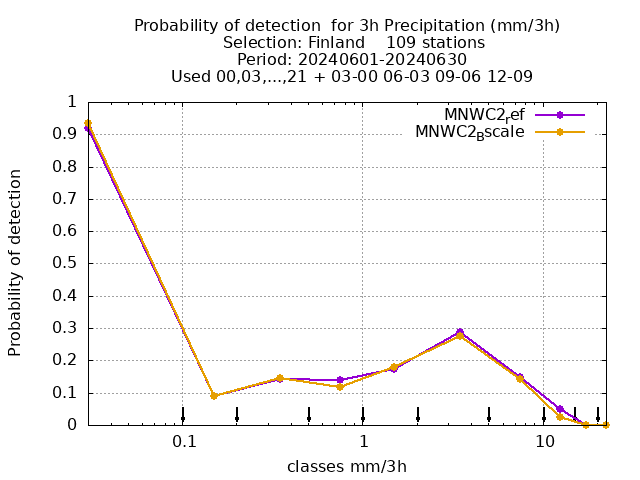 Probability of detection  for 3h Precipitation (mm/3h)
Selection: Finland    109 stations
Period: 20240601-20240630
Used 00,03,...,21 + 03-00 06-03 09-06 12-09
MNWC2ref
MNWC2Bscale
1
0.9
0.8
0.7
0.6
0.5
0.4
0.3
0.2
0.1
0
Probability of detection
0.1
1
10
classes mm/3h